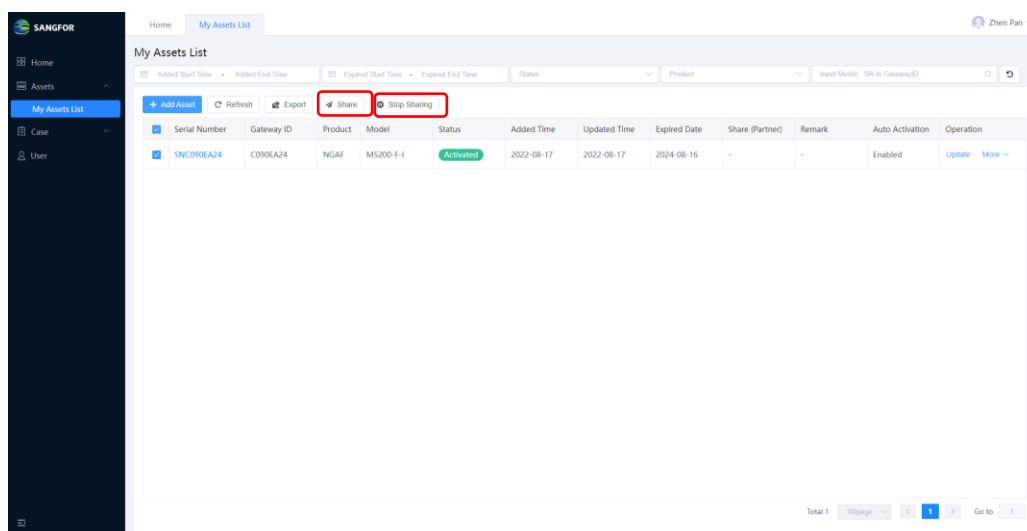 SANGFOR
Home
Assets
My Assets List
Case
User
Home My Assets List
Zhen Pan
My Assets List
Added Start Time - Added End Time Expired Start Time - Expired End Time Status Product Input Model, SN or GatewayID
+ Add Asset Refresh Export Share Stop Sharing
Serial Number Gateway ID Product Model Status Added Time Updated Time Expired Date Share (Partner) Remark Auto Activation Operation
SNC090EA24 C090EA24 NGAF M5200-F-I Activated 2022-08-17 2022-08-17 2024-08-16 - - Enabled Update More
Total 1 10/page < 1 > Go to 1